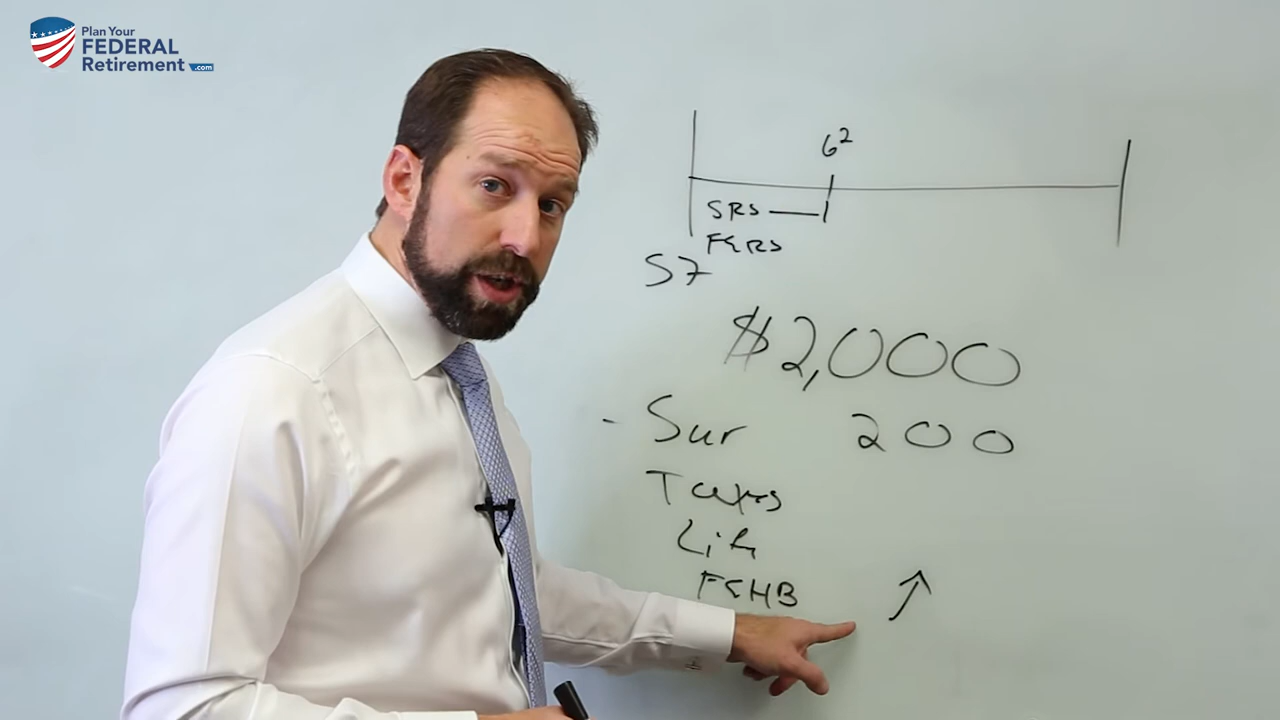 Plan Your
FEDERAL
Retirement .com
62
SRS
FERS
57
$2,000
- Sur 200
Taxes
Life
FEHB